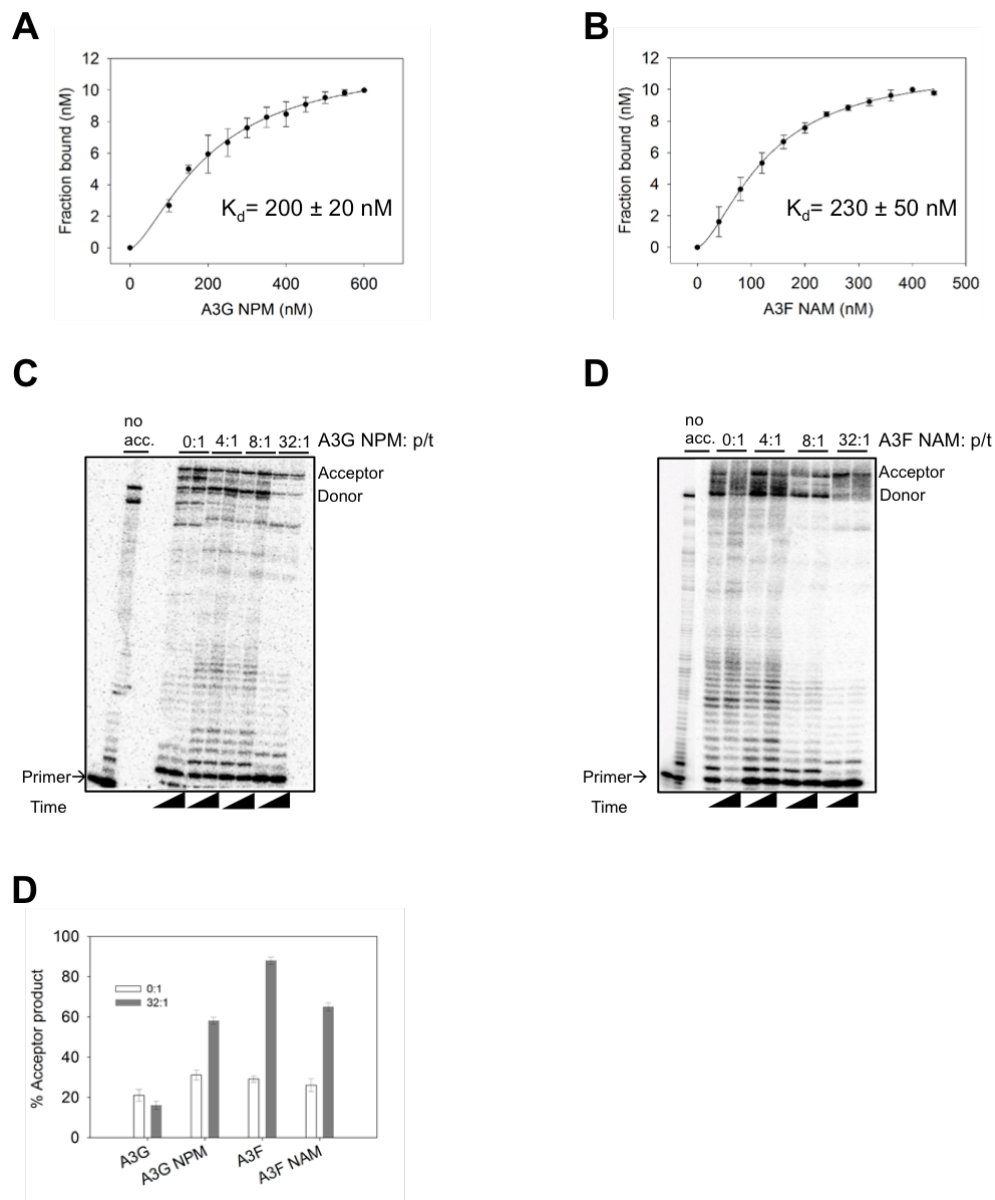 A
12
10
8
6
4
2
0
Fraction bound (nM)
Kd= 200 ± 20 nM
0 200 400 600
A3G NPM (nM)
B
12
10
8
6
4
2
0
Fraction bound (nM)
Kd= 230 ± 50 nM
0 100 200 300 400 500
A3F NAM (nM)
C
no
acc.
0:1 4:1 8:1 32:1 A3G NPM: p/t
Acceptor
Donor
Primer→
Time
D
no
acc.
0:1 4:1 8:1 32:1 A3F NAM: p/t
Acceptor
Donor
Primer→
Time
D
100
80
60
40
20
0
% Acceptor product
0:1
32:1
A3G A3G NPM A3F A3F NAM